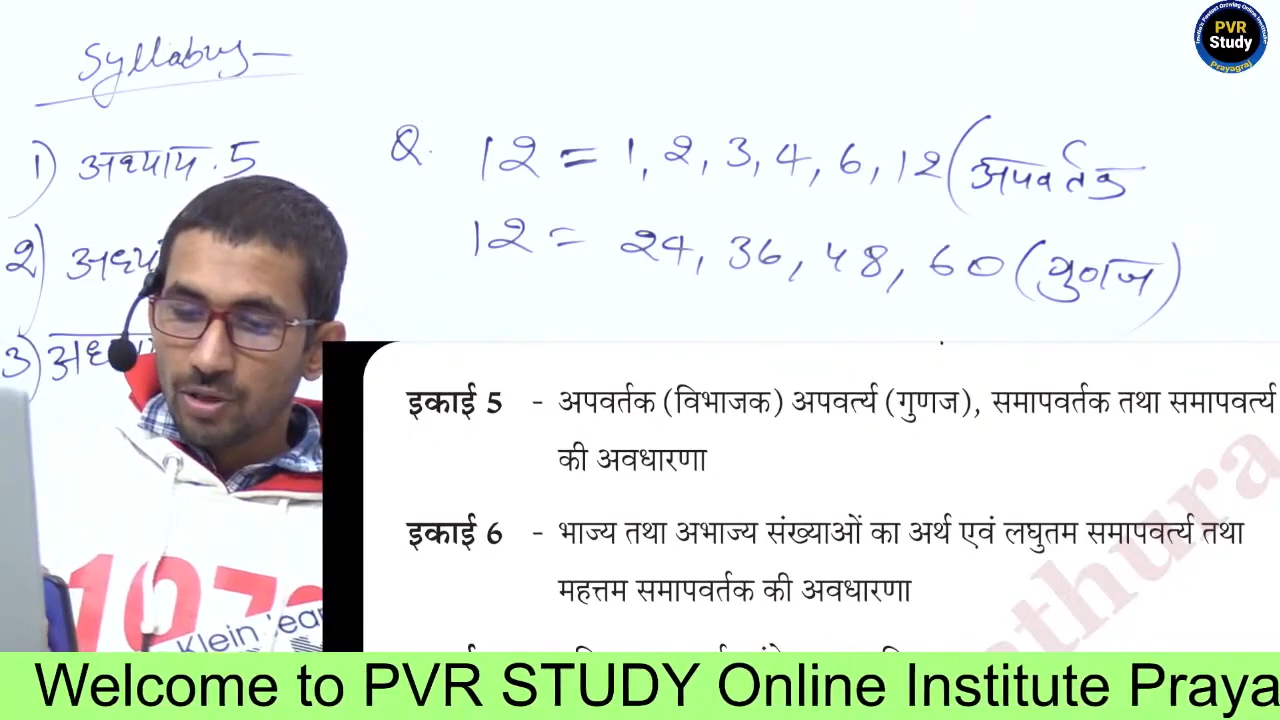 Syllabus -
1) अध्याय. 5
2)
3)
Q. 12 = 1, 2, 3, 4, 6, 12 (अपवर्तक
12 = 24, 36, 48, 60 (गुणज)
इकाई 5 - अपवर्तक (विभाजक) अपवर्त्य (गुणज), समापवर्तक तथा समापवर्त्य
की अवधारणा
इकाई 6 - भाज्य तथा अभाज्य संख्याओं का अर्थ एवं लघुतम समापवर्त्य तथा
महत्तम समापवर्तक की अवधारणा
PVR
Study
Prayagraj
Welcome to PVR STUDY Online Institute Praya